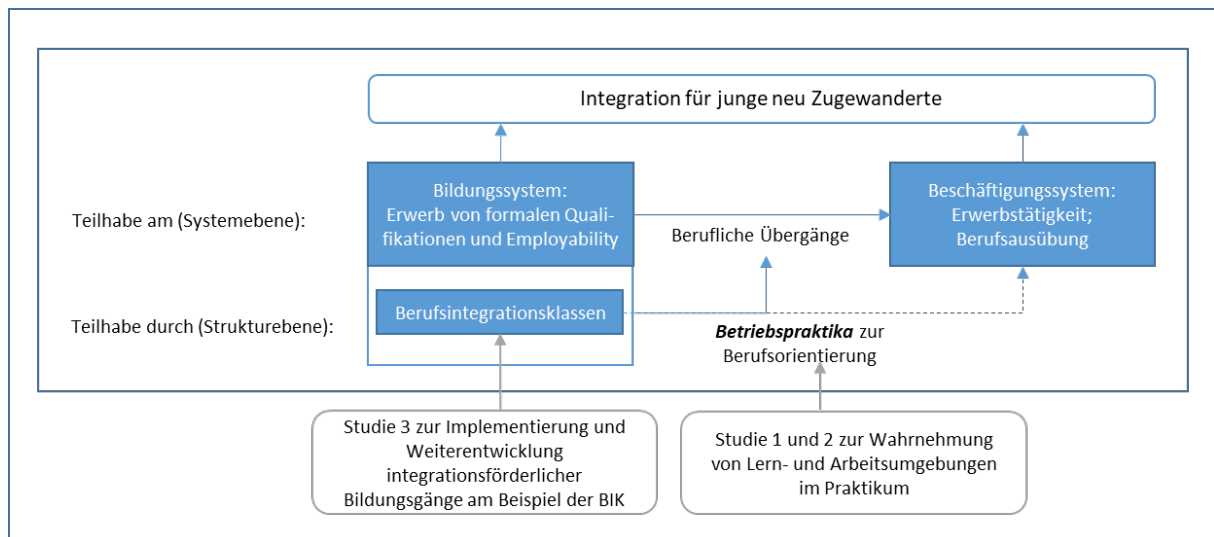 Integration für junge neu Zugewanderte
Teilhabe am (Systemebene):
Bildungssystem:
Erwerb von formalen Quali-
fikationen und Employability
Berufliche Übergänge
Beschäftigungssystem:
Erwerbstätigkeit;
Berufsausübung
Teilhabe durch (Strukturebene):
Berufsintegrationsklassen
Betriebspraktika zur
Berufsorientierung
Studie 3 zur Implementierung und
Weiterentwicklung
integrationsförderlicher
Bildungsgänge am Beispiel der BIK
Studie 1 und 2 zur Wahrnehmung
von Lern- und Arbeitsumgebungen
im Praktikum